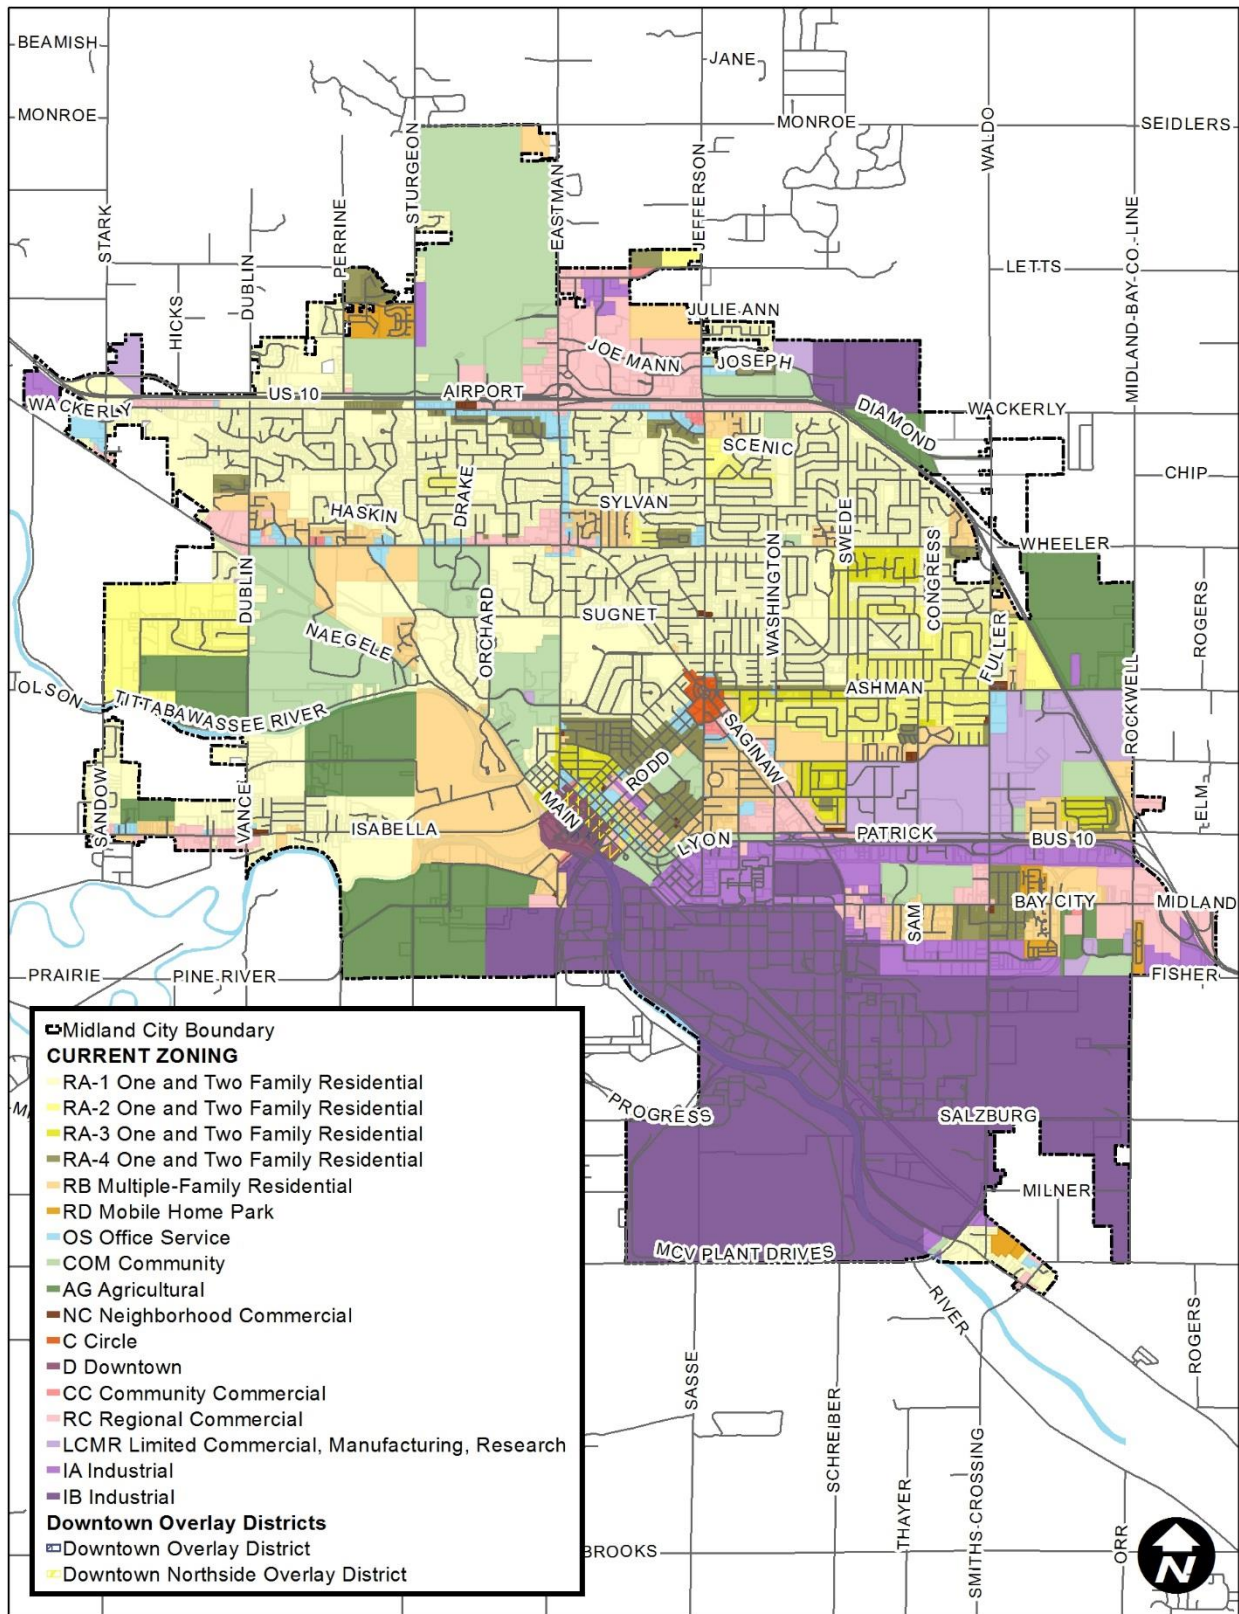 BEAMISH
JANE
MONROE
MONROE
SEIDLERS
WALDO
STURGEON
EASTMAN
JEFFERSON
MIDLAND-BAY-CO.-LINE
STARK
PERRINE
DUBLIN
HICKS
LETTS
JULIE ANN
JOE MANN
JOSEPH
US 10
AIRPORT
WACKERLY
DIAMOND
WACKERLY
SCENIC
CHIP
DRAKE
HASKIN
SYLVAN
SWEDE
CONGRESS
WASHINGTON
WHEELER
DUBLIN
ORCHARD
SUGNET
NAEGELE
FULLER
ROGERS
OLSON
TITTABAWASSEE RIVER
ASHMAN
SAGINAW
ROCKWELL
RODD
SANDOW
VANCE
MAIN
ELM
ISABELLA
LYON
PATRICK
BUS 10
SAM
BAY CITY
MIDLAND
PRAIRIE
PINE RIVER
FISHER
PROGRESS
SALZBURG
MILNER
MCV PLANT DRIVES
RIVER
ROGERS
SASSE
SCHREIBER
THAYER
SMITHS-CROSSING
ORR
BROOKS
Midland City Boundary
CURRENT ZONING
RA-1 One and Two Family Residential
RA-2 One and Two Family Residential
RA-3 One and Two Family Residential
RA-4 One and Two Family Residential
RB Multiple-Family Residential
RD Mobile Home Park
OS Office Service
COM Community
AG Agricultural
NC Neighborhood Commercial
C Circle
D Downtown
CC Community Commercial
RC Regional Commercial
LCMR Limited Commercial, Manufacturing, Research
IA Industrial
IB Industrial
Downtown Overlay Districts
Downtown Overlay District
Downtown Northside Overlay District
N